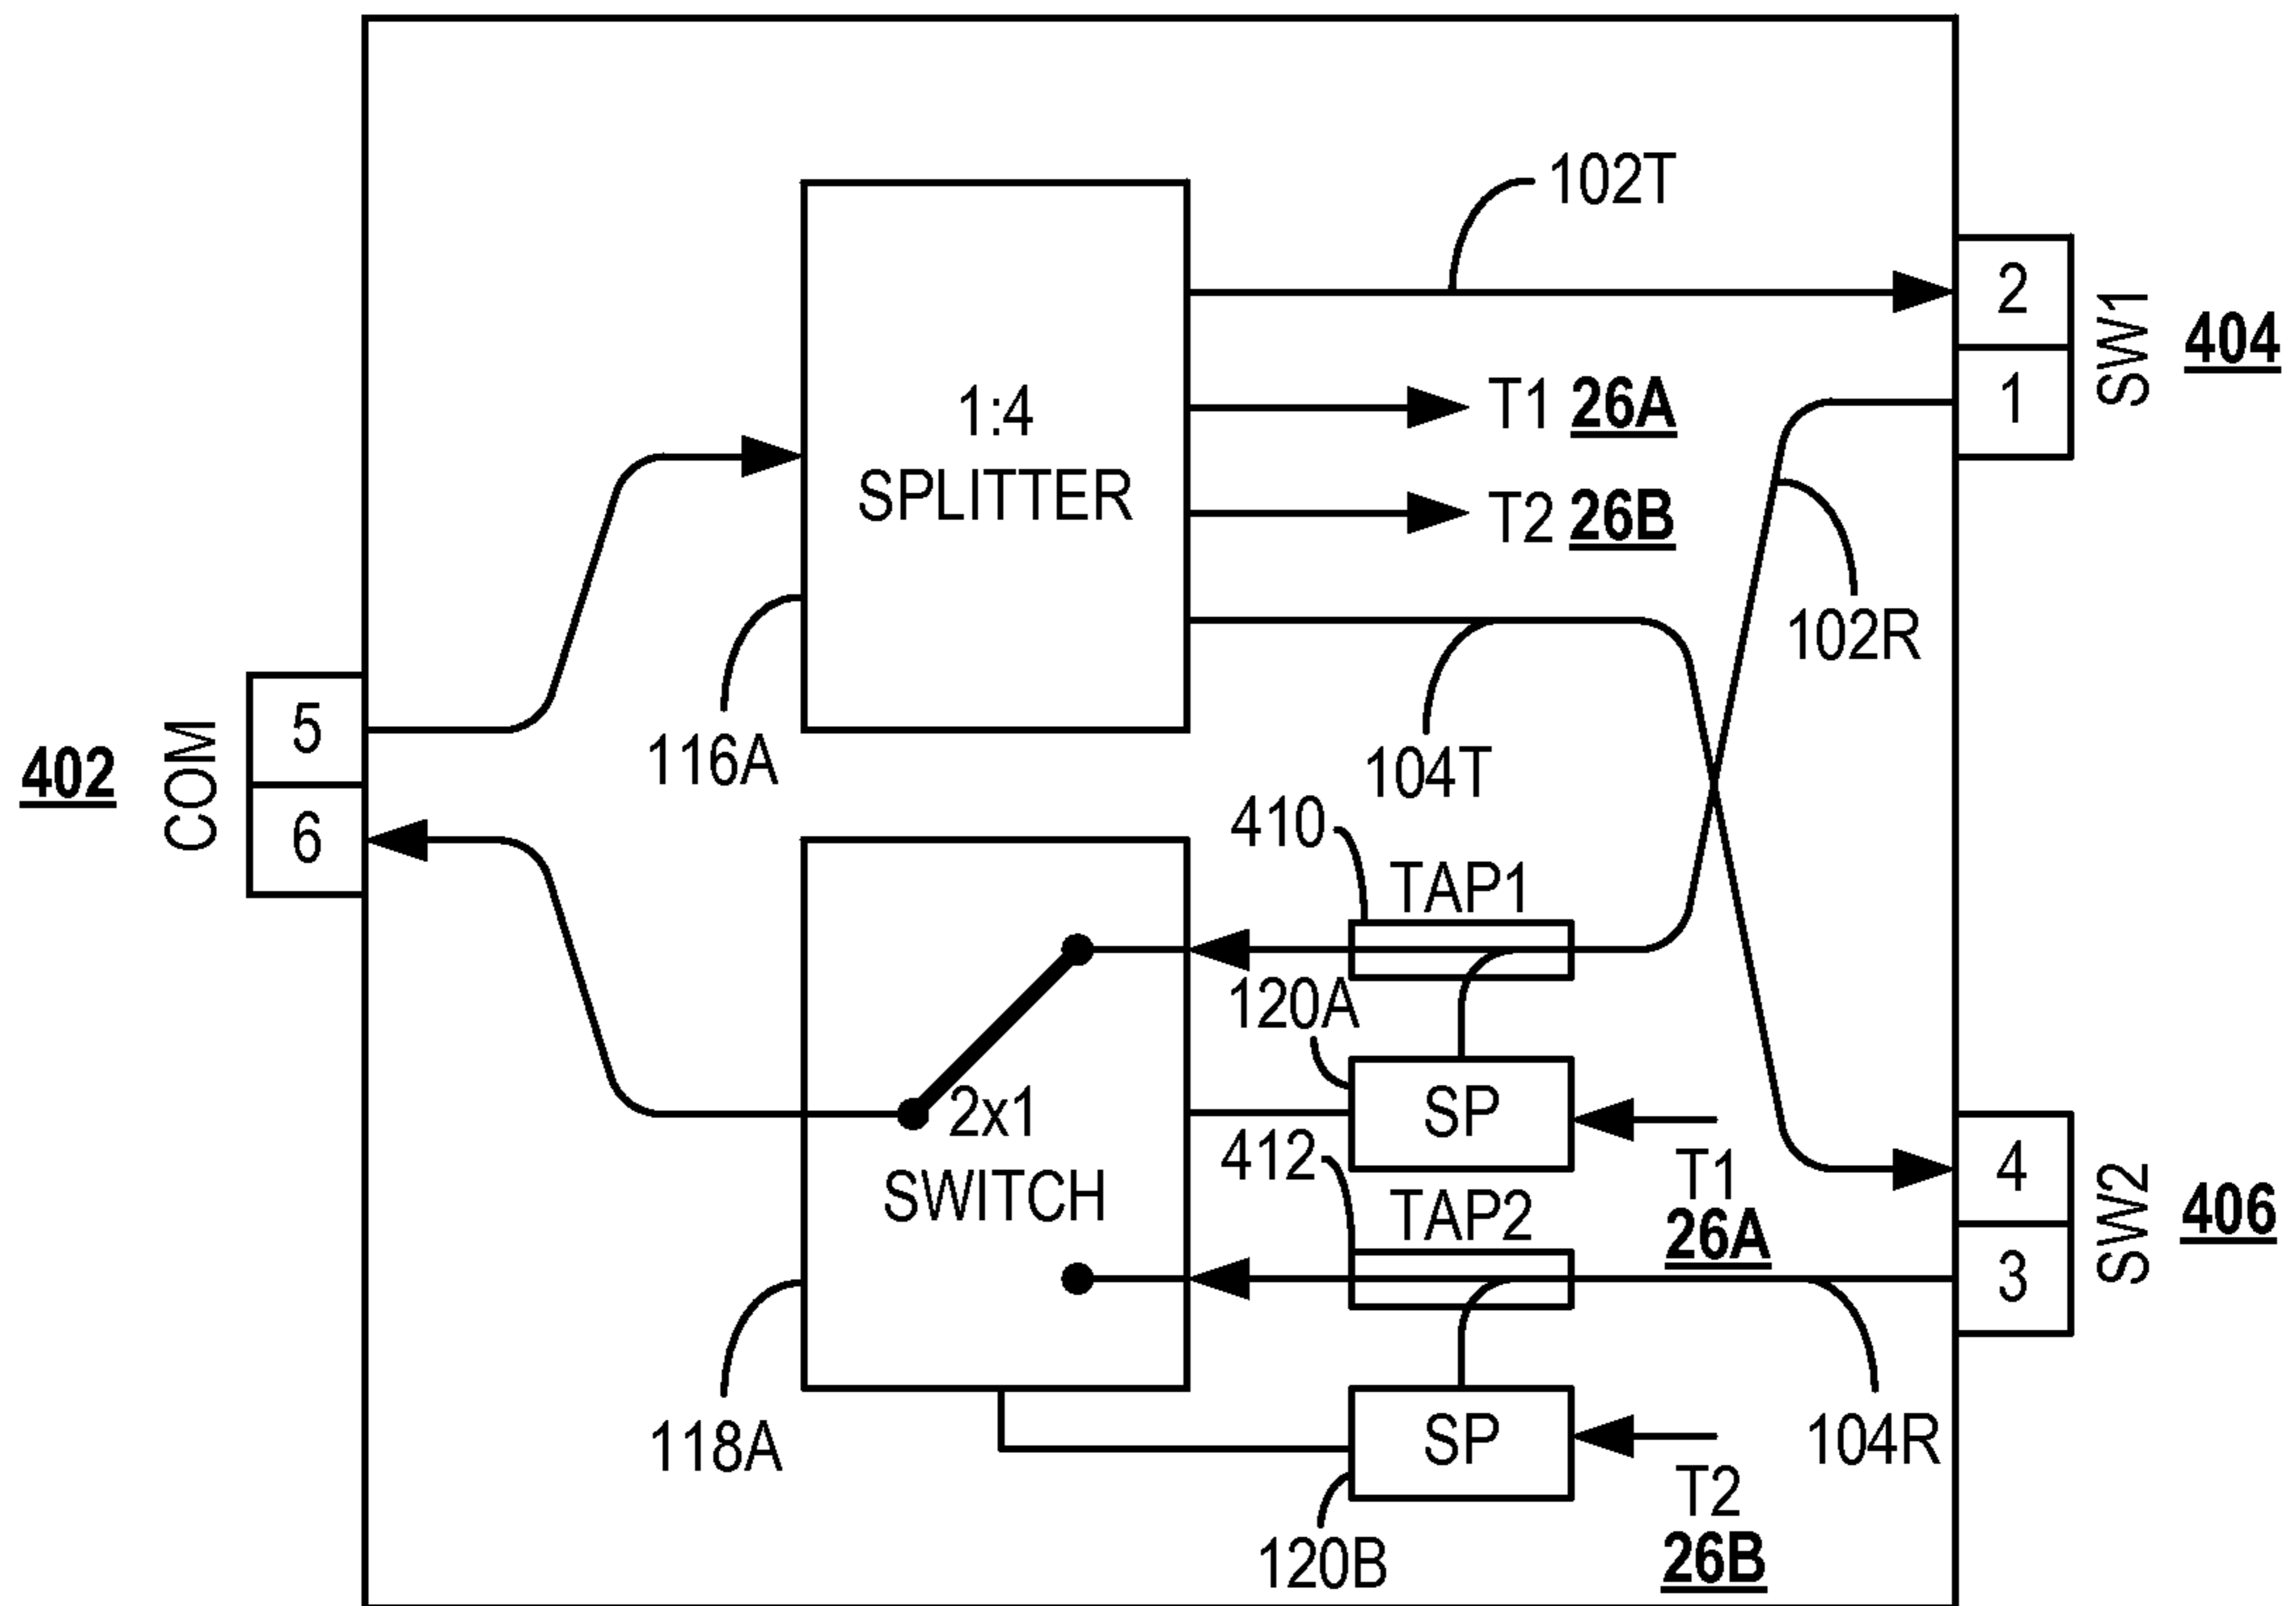 102T
2
1
SW1
404
1:4
SPLITTER
T1 26A
T2 26B
102R
116A
104T
402
COM
5
6
410
TAP1
120A
SP
2x1
SWITCH
412
TAP2
T1
26A
4
3
SW2
406
118A
SP
104R
T2
26B
120B